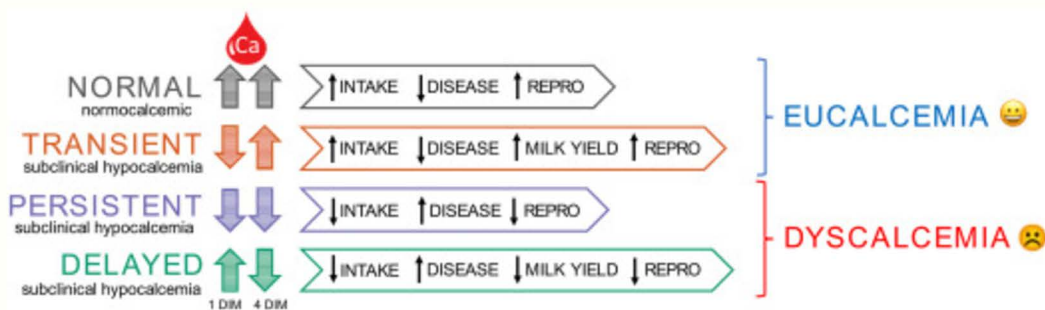 iCa
NORMAL
normocalcemic
↑INTAKE ↓DISEASE ↑REPRO
TRANSIENT
subclinical hypocalcemia
↑INTAKE ↓DISEASE ↑MILK YIELD ↑REPRO
EUCALCEMIA 😀
PERSISTENT
subclinical hypocalcemia
↓INTAKE ↑DISEASE ↓REPRO
DELAYED
subclinical hypocalcemia
↓INTAKE ↑DISEASE ↓MILK YIELD ↓REPRO
DYSCALCEMIA ☹️
1 DIM 4 DIM